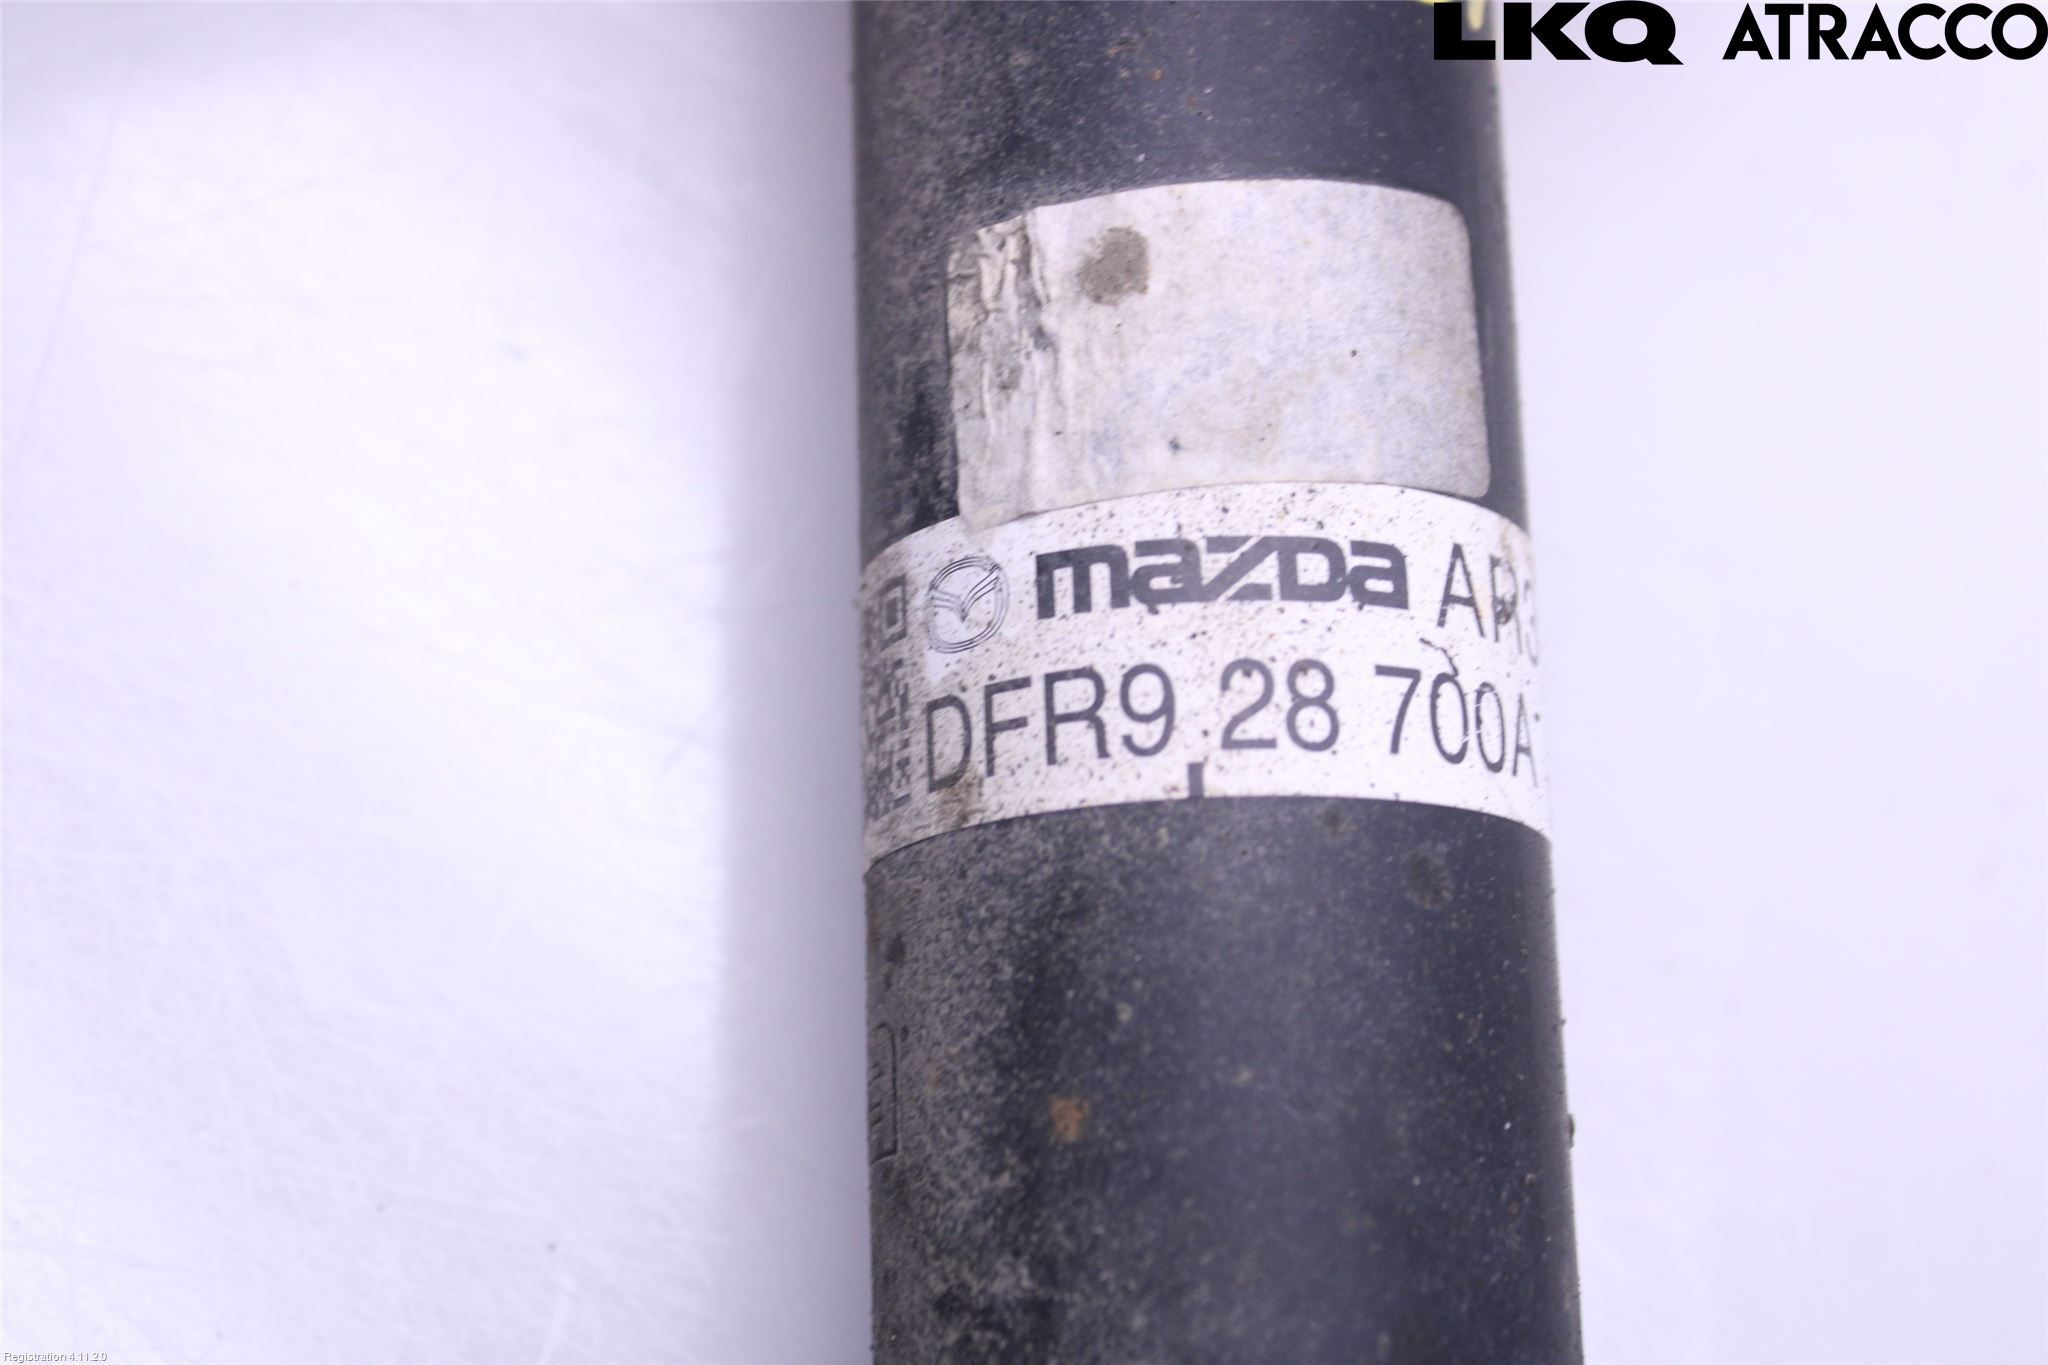 LKQ ATRACCO
mazda AR3
DFR9 28 700A
Registration 4.11.2.0